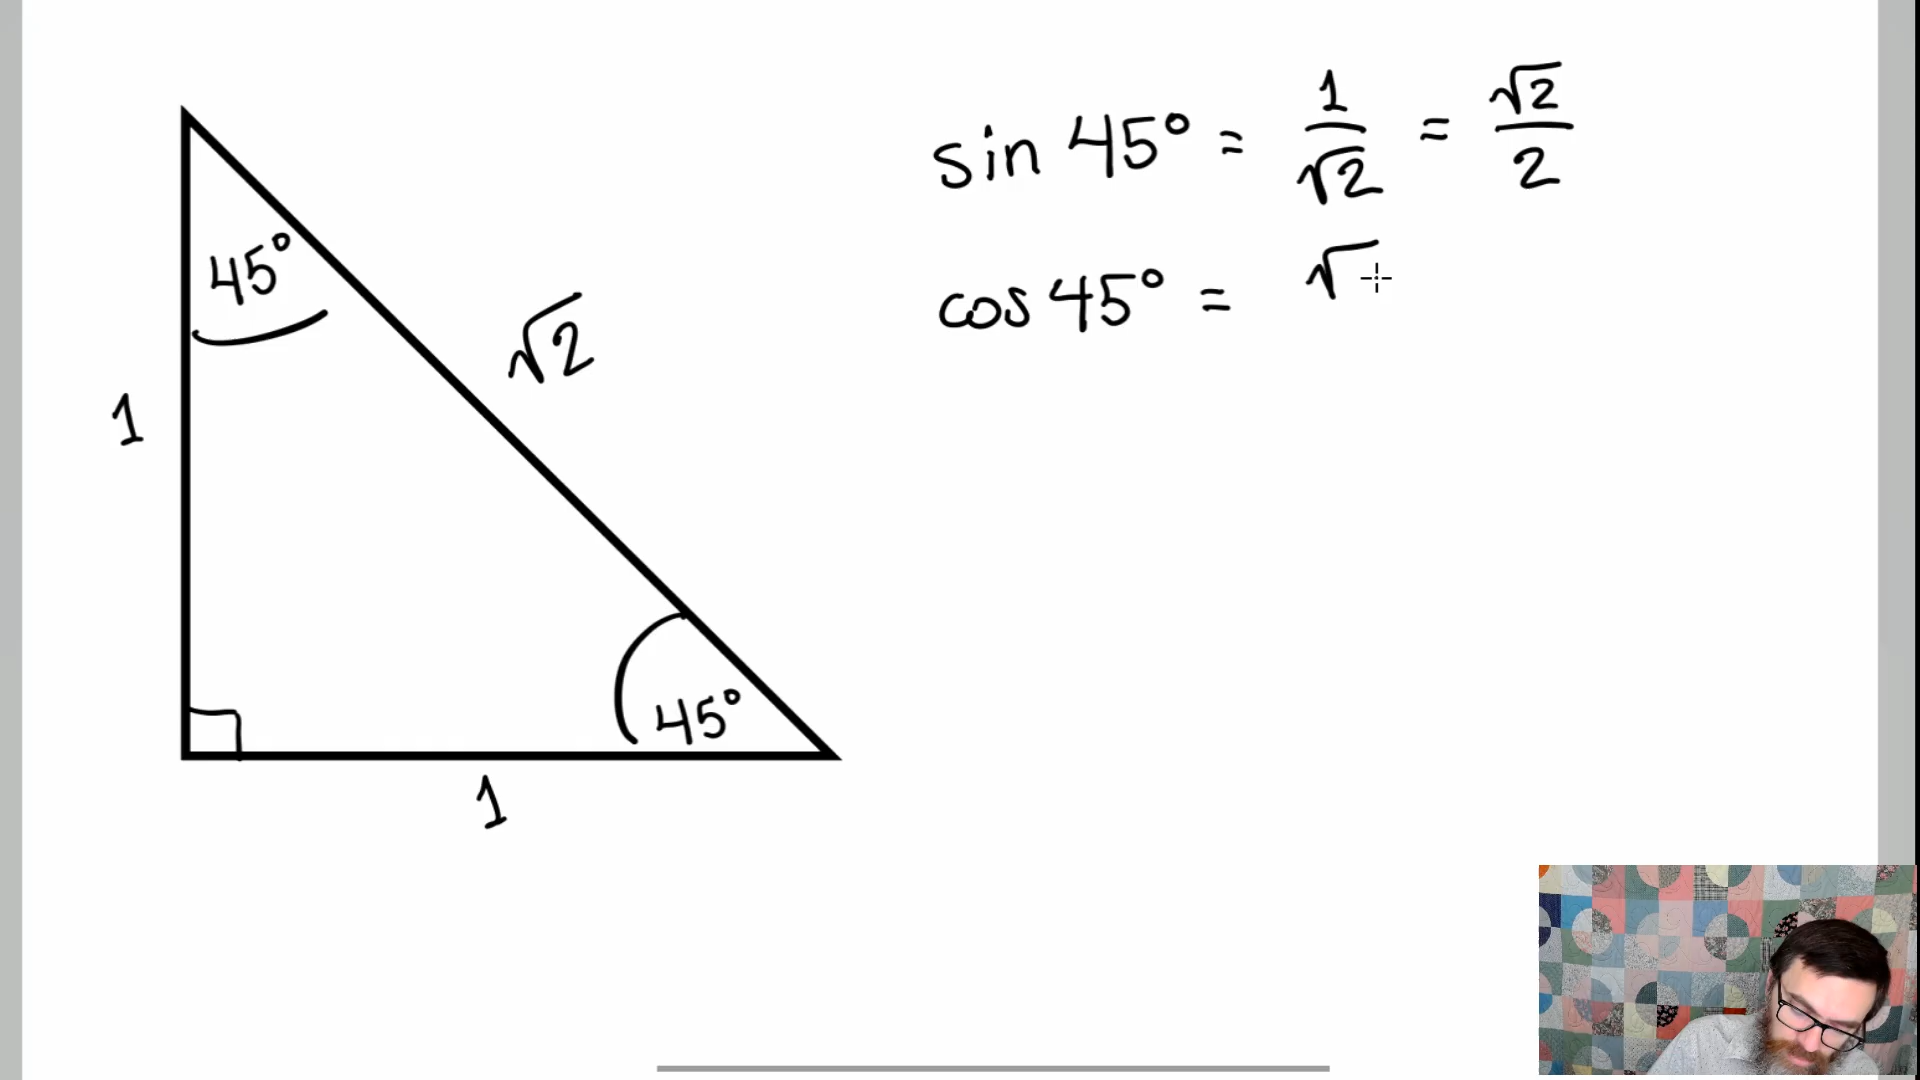 sin 45° = 1/√2 = √2/2
cos 45° = √
45°
√2
1
45°
1